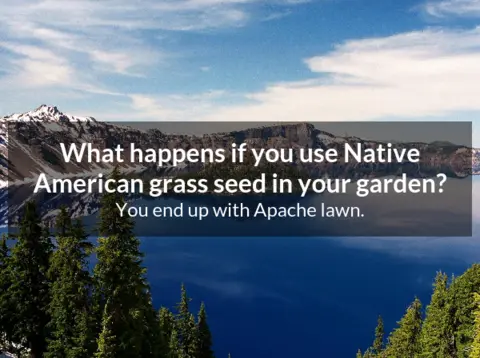 What happens if you use Native
American grass seed in your garden?
You end up with Apache lawn.